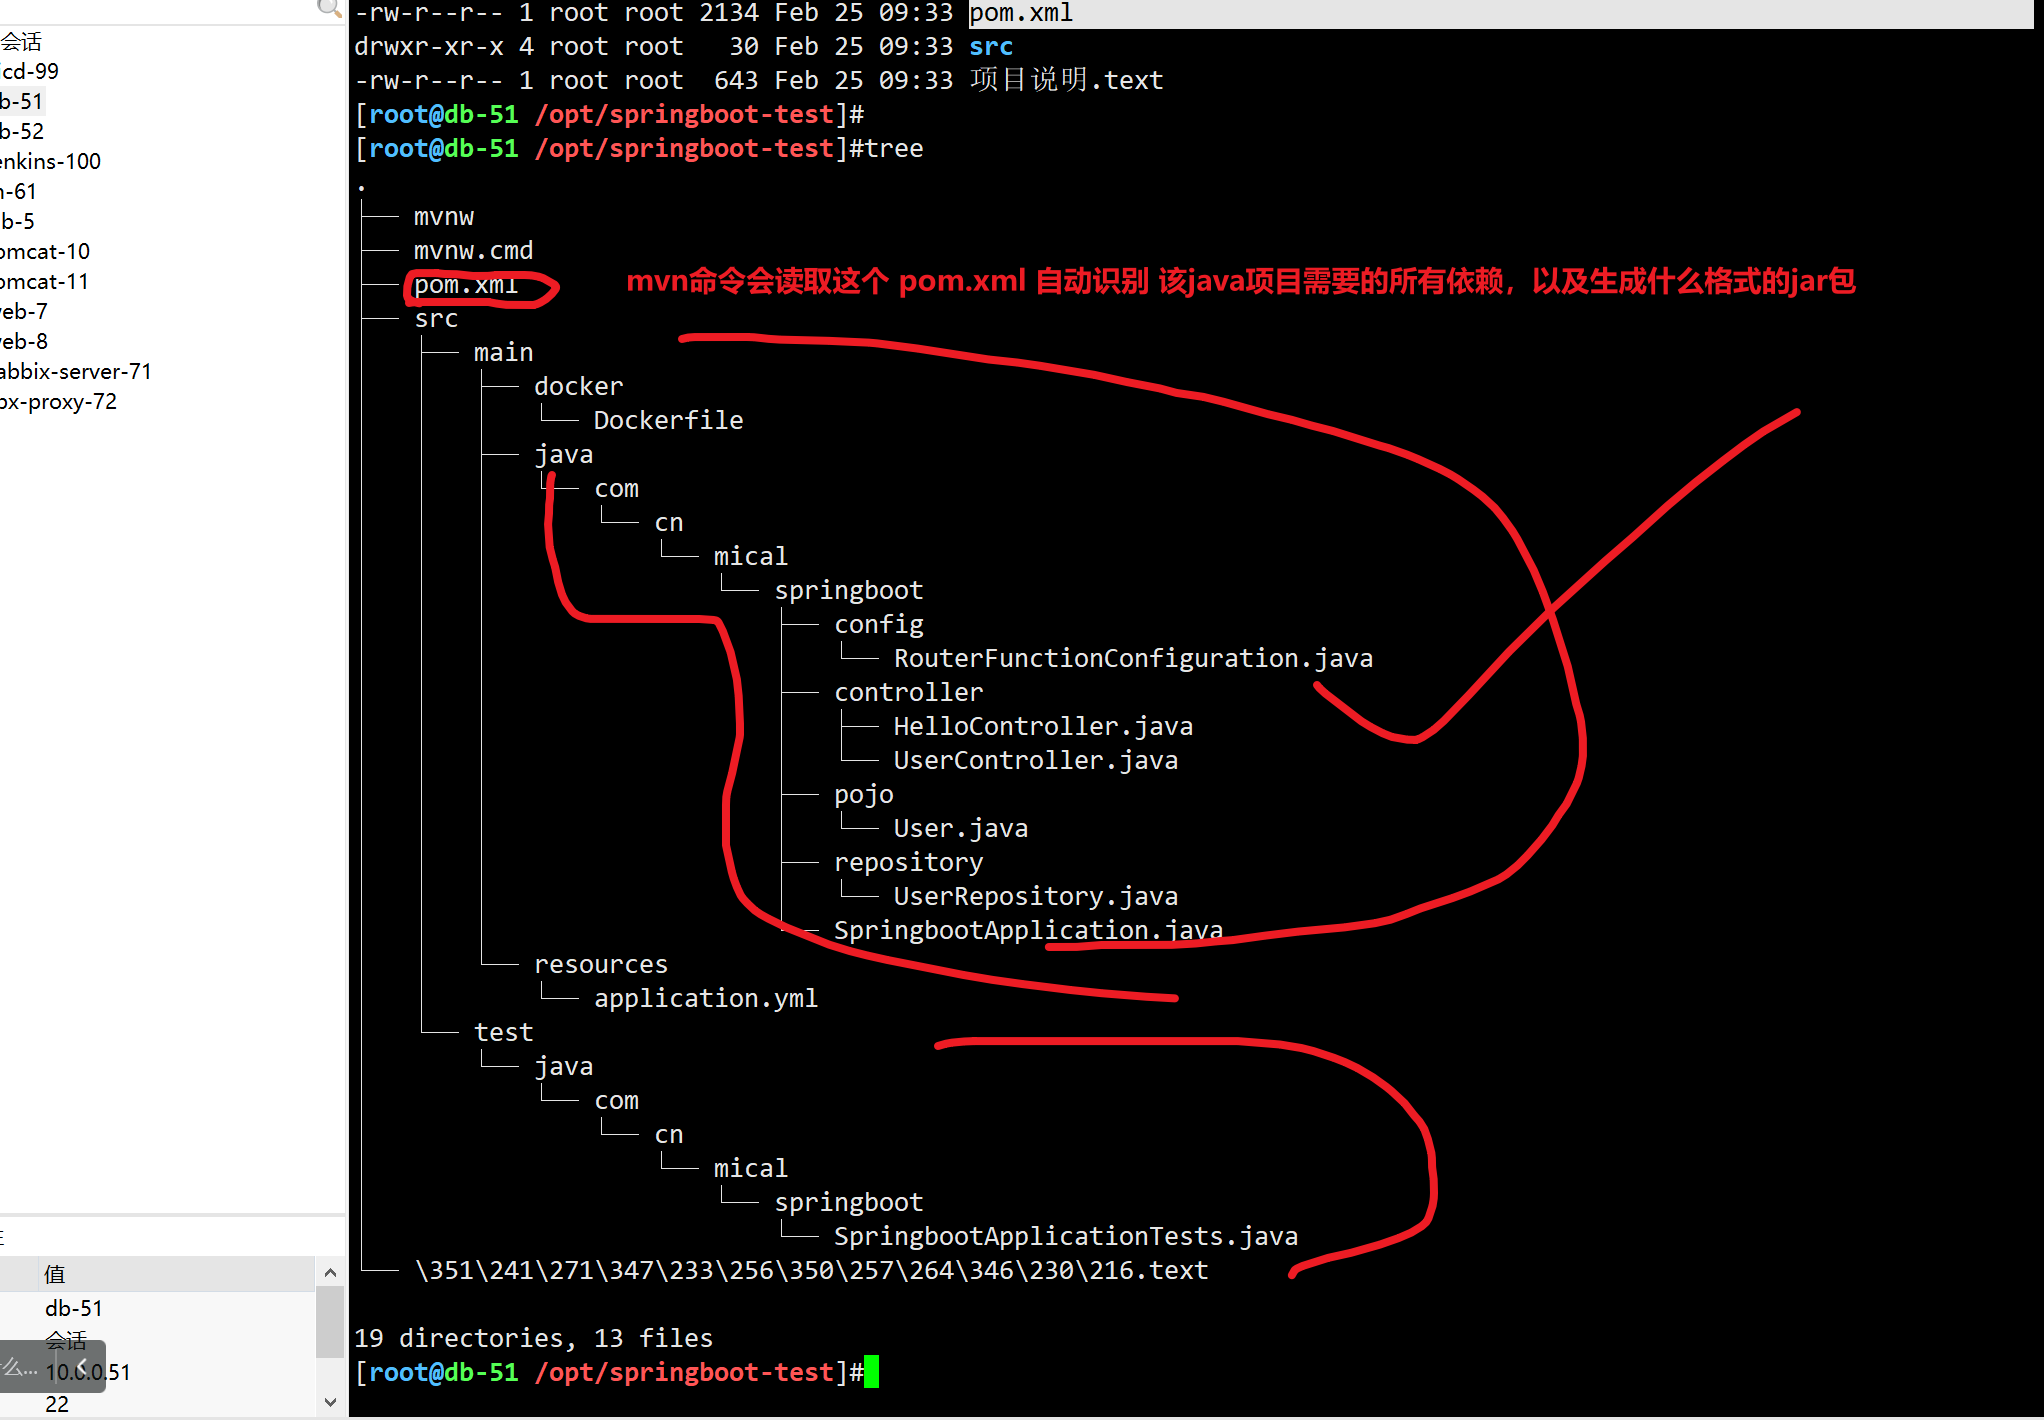 会话
icd-99
b-51
b-52
enkins-100
n-61
b-5
omcat-10
omcat-11
veb-7
veb-8
abbix-server-71
bx-proxy-72
值
db-51
会话
么...
10.0.0.51
22
-rw-r--r-- 1 root root 2134 Feb 25 09:33 pom.xml
drwxr-xr-x 4 root root   30 Feb 25 09:33 src
-rw-r--r-- 1 root root  643 Feb 25 09:33 项目说明.text
[root@db-51 /opt/springboot-test]#
[root@db-51 /opt/springboot-test]#tree
.
├── mvnw
├── mvnw.cmd
├── pom.xml
mvn命令会读取这个 pom.xml 自动识别 该java项目需要的所有依赖，以及生成什么格式的jar包
├── src
│   ├── main
│   │   ├── docker
│   │   │   └── Dockerfile
│   │   ├── java
│   │   │   └── com
│   │   │       └── cn
│   │   │           └── mical
│   │   │               └── springboot
│   │   │                   ├── config
│   │   │                   │   └── RouterFunctionConfiguration.java
│   │   │                   ├── controller
│   │   │                   │   ├── HelloController.java
│   │   │                   │   └── UserController.java
│   │   │                   ├── pojo
│   │   │                   │   └── User.java
│   │   │                   ├── repository
│   │   │                   │   └── UserRepository.java
│   │   │                   └── SpringbootApplication.java
│   │   └── resources
│   │       └── application.yml
│   └── test
│       └── java
│           └── com
│               └── cn
│                   └── mical
│                       └── springboot
│                           └── SpringbootApplicationTests.java
└── \351\241\271\347\233\256\350\257\264\346\230\216.text
19 directories, 13 files
[root@db-51 /opt/springboot-test]#